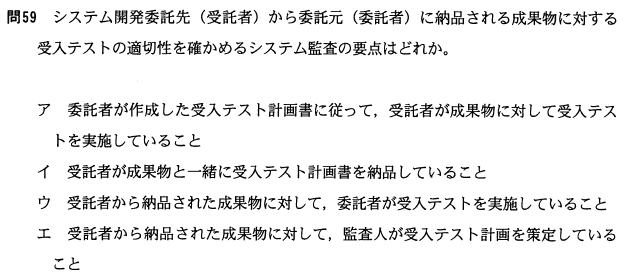 問59 システム開発委託先（受託者）から委託元（委託者）に納品される成果物に対する
受入テストの適切性を確かめるシステム監査の要点はどれか。
ア 委託者が作成した受入テスト計画書に従って，受託者が成果物に対して受入テス
トを実施していること
イ 受託者が成果物と一緒に受入テスト計画書を納品していること
ウ 受託者から納品された成果物に対して，委託者が受入テストを実施していること
エ 受託者から納品された成果物に対して，監査人が受入テスト計画を策定している
こと